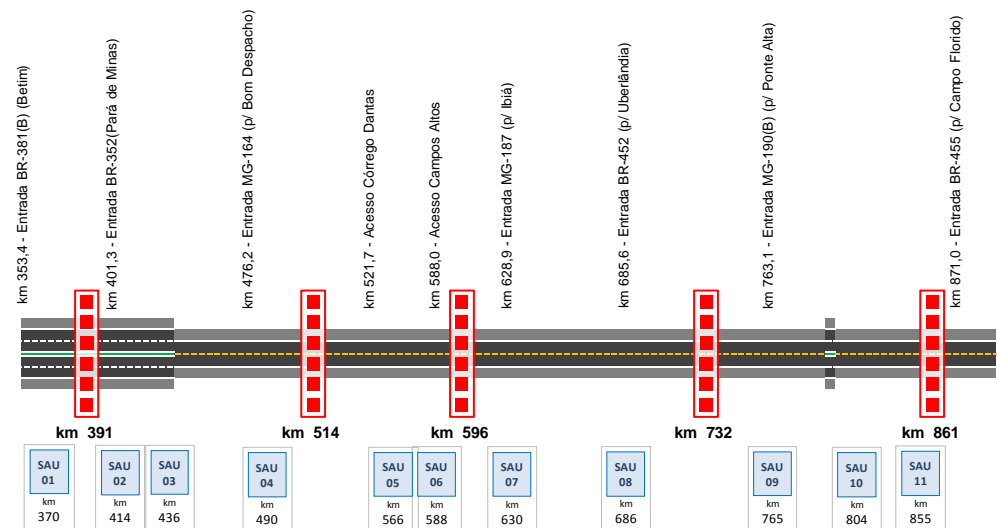 km 353,4 - Entrada BR-381(B) (Betim)
km 401,3 - Entrada BR-352(Pará de Minas)
km 476,2 - Entrada MG-164 (p/ Bom Despacho)
km 521,7 - Acesso Córrego Dantas
km 588,0 - Acesso Campos Altos
km 628,9 - Entrada MG-187 (p/ Ibiá)
km 685,6 - Entrada BR-452 (p/ Uberlândia)
km 763,1 - Entrada MG-190(B) (p/ Ponte Alta)
km 871,0 - Entrada BR-455 (p/ Campo Florido)
km 391
km 514
km 596
km 732
km 861
SAU
01
km
370
SAU
02
km
414
SAU
03
km
436
SAU
04
km
490
SAU
05
km
566
SAU
06
km
588
SAU
07
km
630
SAU
08
km
686
SAU
09
km
765
SAU
10
km
804
SAU
11
km
855